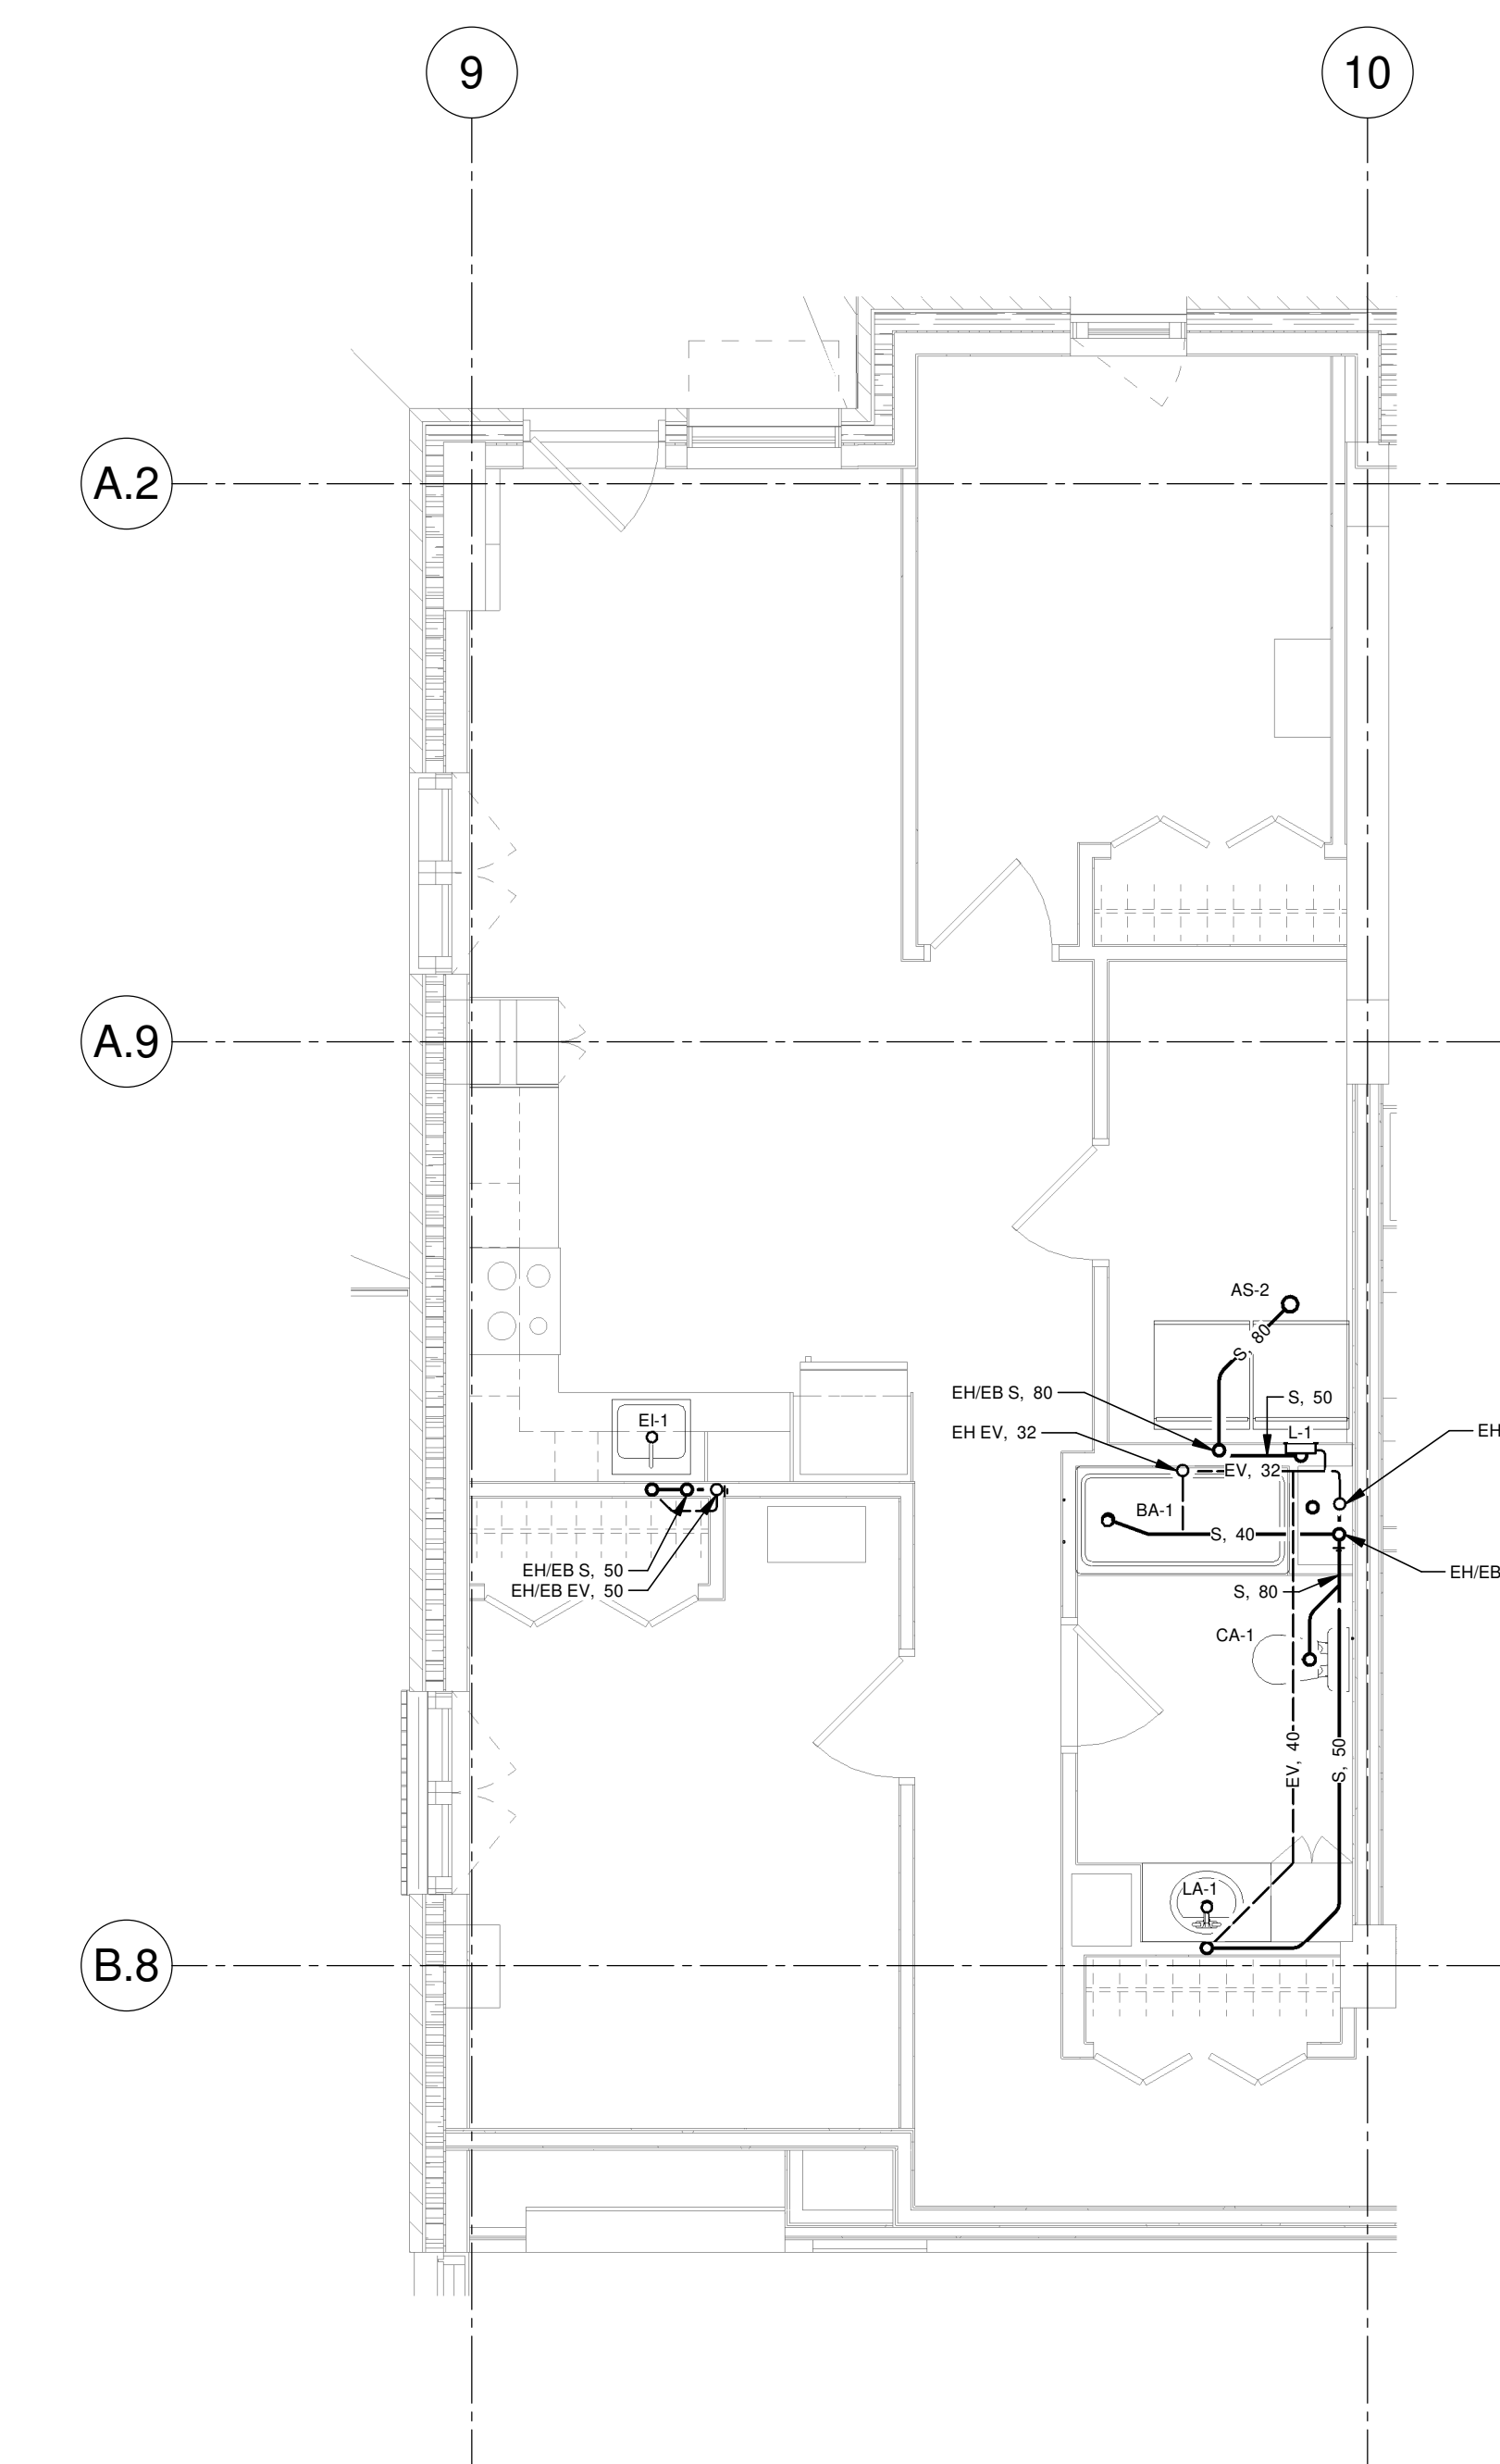 9
10
A.2
A.9
AS-2
S, 80
EH/EB S, 80
S, 50
EH EV, 32
L-1
EH
EI-1
EV, 32
BA-1
S, 40
EH/EB S, 50
EH/EB EV, 50
EH/EB
S, 80
CA-1
EV, 40
S, 50
LA-1
B.8